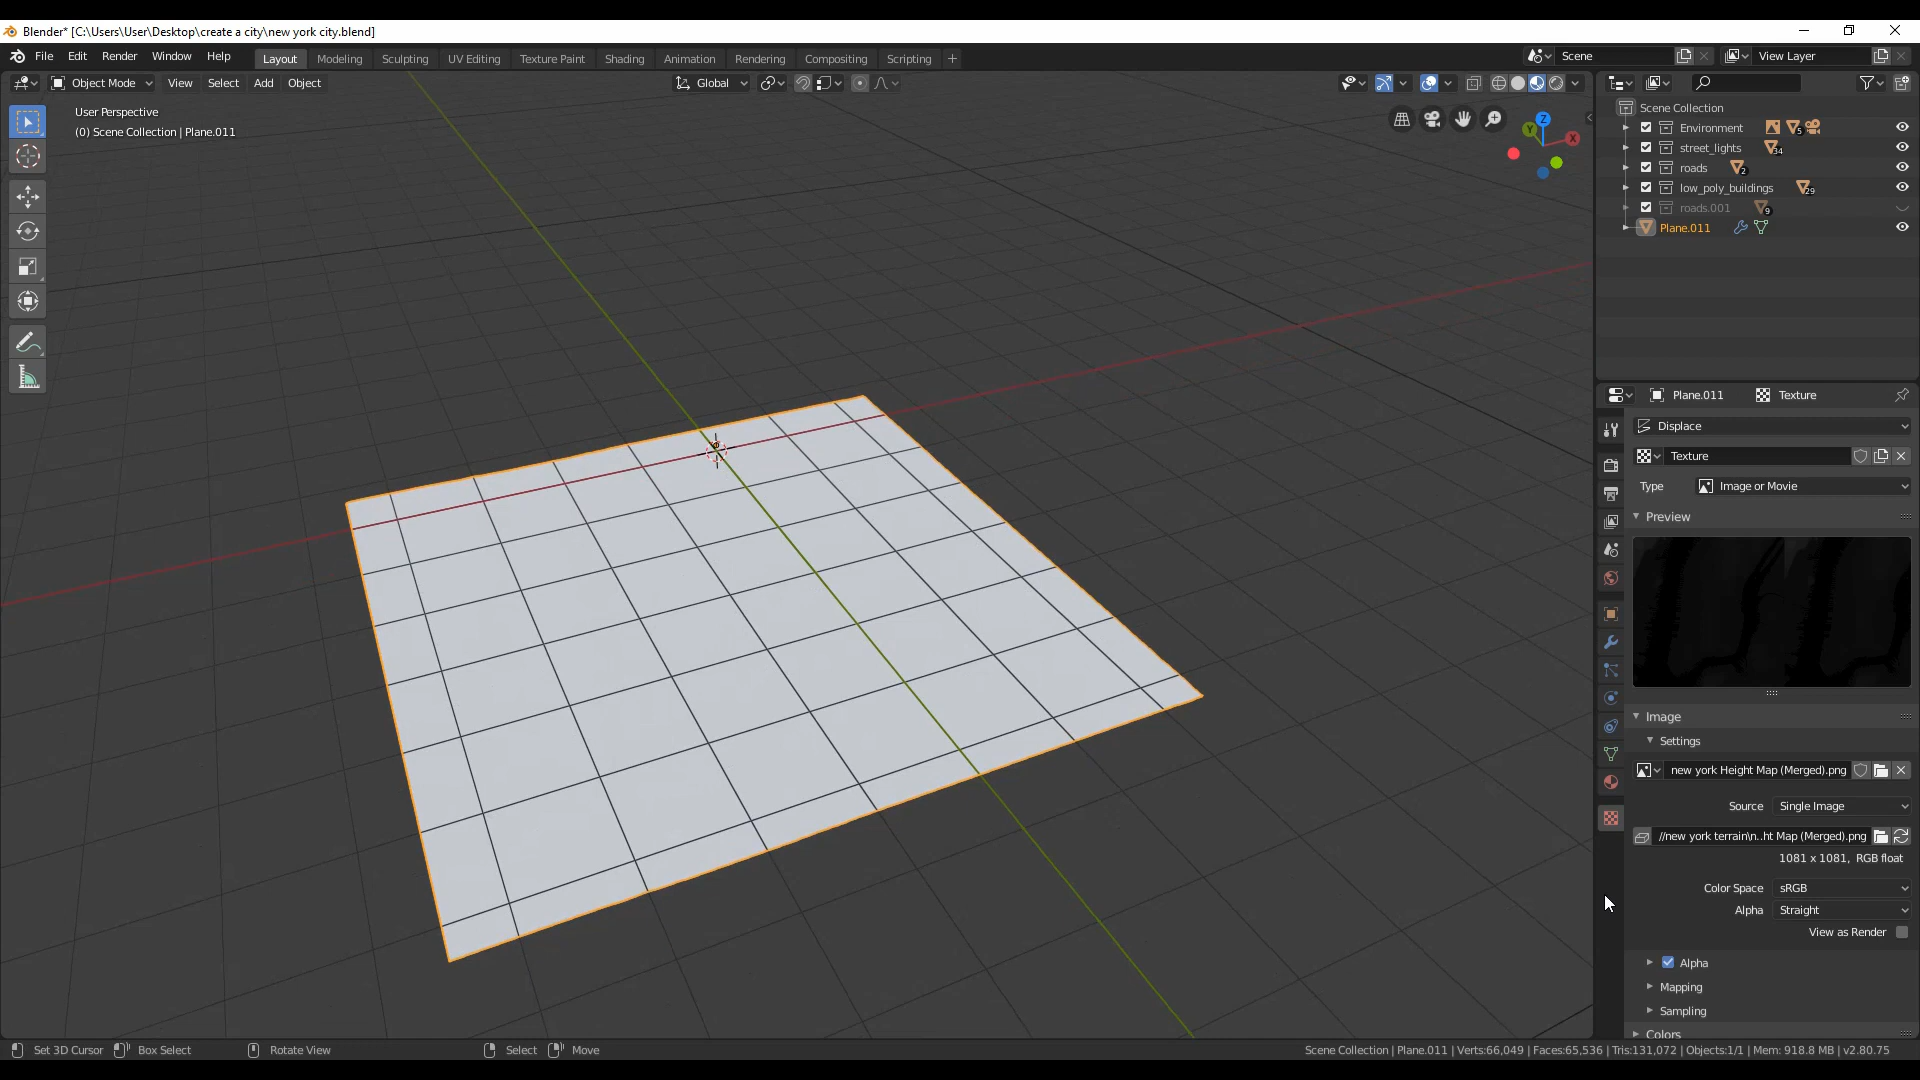 Blender* [C:\Users\User\Desktop\create a city\new york city.blend]
File Edit Render Window Help Layout Modeling Sculpting UV Editing Texture Paint Shading Animation Rendering Compositing Scripting + Scene View Layer
Object Mode View Select Add Object Global
User Perspective
(0) Scene Collection | Plane.011
Z
Y
X
Scene Collection
Environment 5
street_lights 34
roads 2
low_poly_buildings 29
roads.001 9
Plane.011
Plane.011 Texture
Displace
Texture
Type Image or Movie
Preview
Image
Settings
new york Height Map (Merged).png
Source Single Image
//new york terrain\n..ht Map (Merged).png
1081 x 1081, RGB float
Color Space sRGB
Alpha Straight
View as Render
Alpha
Mapping
Sampling
Colors
Set 3D Cursor Box Select Rotate View Select Move Scene Collection | Plane.011 | Verts:66,049 | Faces:65,536 | Tris:131,072 | Objects:1/1 | Mem: 918.8 MB | v2.80.75